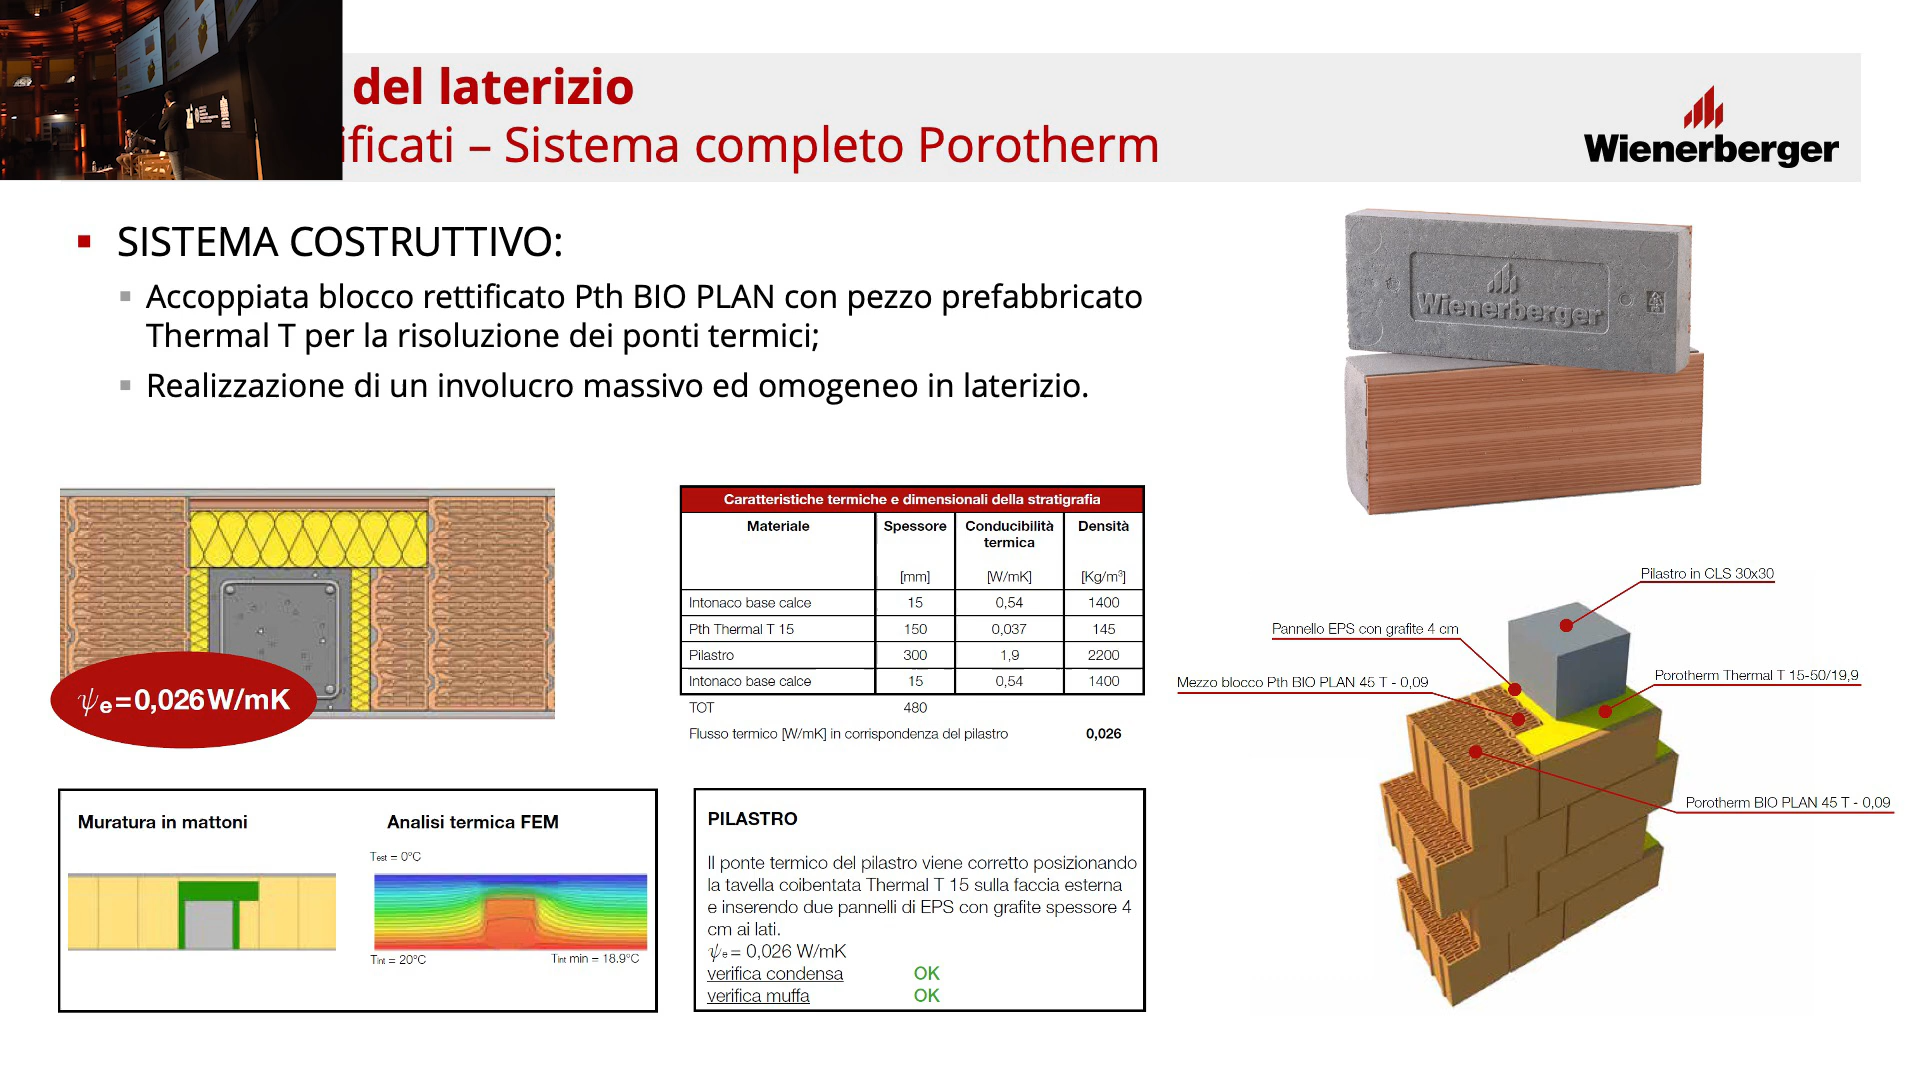 del laterizio
ificati – Sistema completo Porotherm
Wienerberger
SISTEMA COSTRUTTIVO:
Accoppiata blocco rettificato Pth BIO PLAN con pezzo prefabbricato
Thermal T per la risoluzione dei ponti termici;
Realizzazione di un involucro massivo ed omogeneo in laterizio.
Wienerberger
ψe=0,026W/mK
Caratteristiche termiche e dimensionali della stratigrafia
Materiale Spessore Conducibilità Densità
termica
[mm] [W/mK] [Kg/m³]
Intonaco base calce 15 0,54 1400
Pth Thermal T 15 150 0,037 145
Pilastro 300 1,9 2200
Intonaco base calce 15 0,54 1400
TOT 480
Flusso termico [W/mK] in corrispondenza del pilastro 0,026
Pilastro in CLS 30x30
Pannello EPS con grafite 4 cm
Porotherm Thermal T 15-50/19,9
Mezzo blocco Pth BIO PLAN 45 T - 0,09
Porotherm BIO PLAN 45 T - 0,09
Muratura in mattoni
Analisi termica FEM
Test = 0°C
Tint = 20°C
Tint min = 18.9°C
PILASTRO
Il ponte termico del pilastro viene corretto posizionando
la tavella coibentata Thermal T 15 sulla faccia esterna
e inserendo due pannelli di EPS con grafite spessore 4
cm ai lati.
ψe = 0,026 W/mK
verifica condensa OK
verifica muffa OK